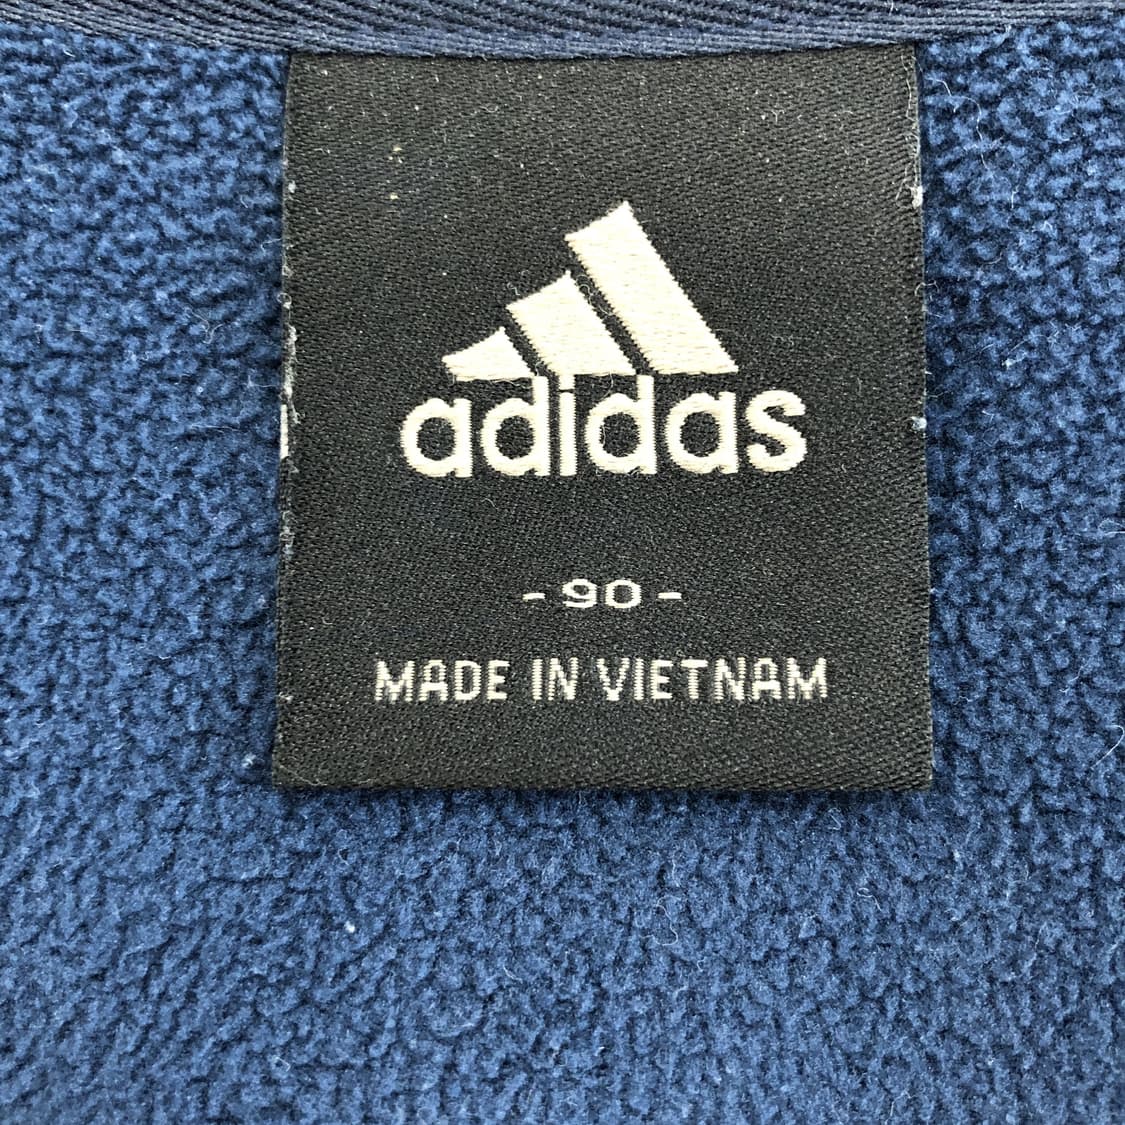 adidas
- 90 -
MADE IN VIETNAM